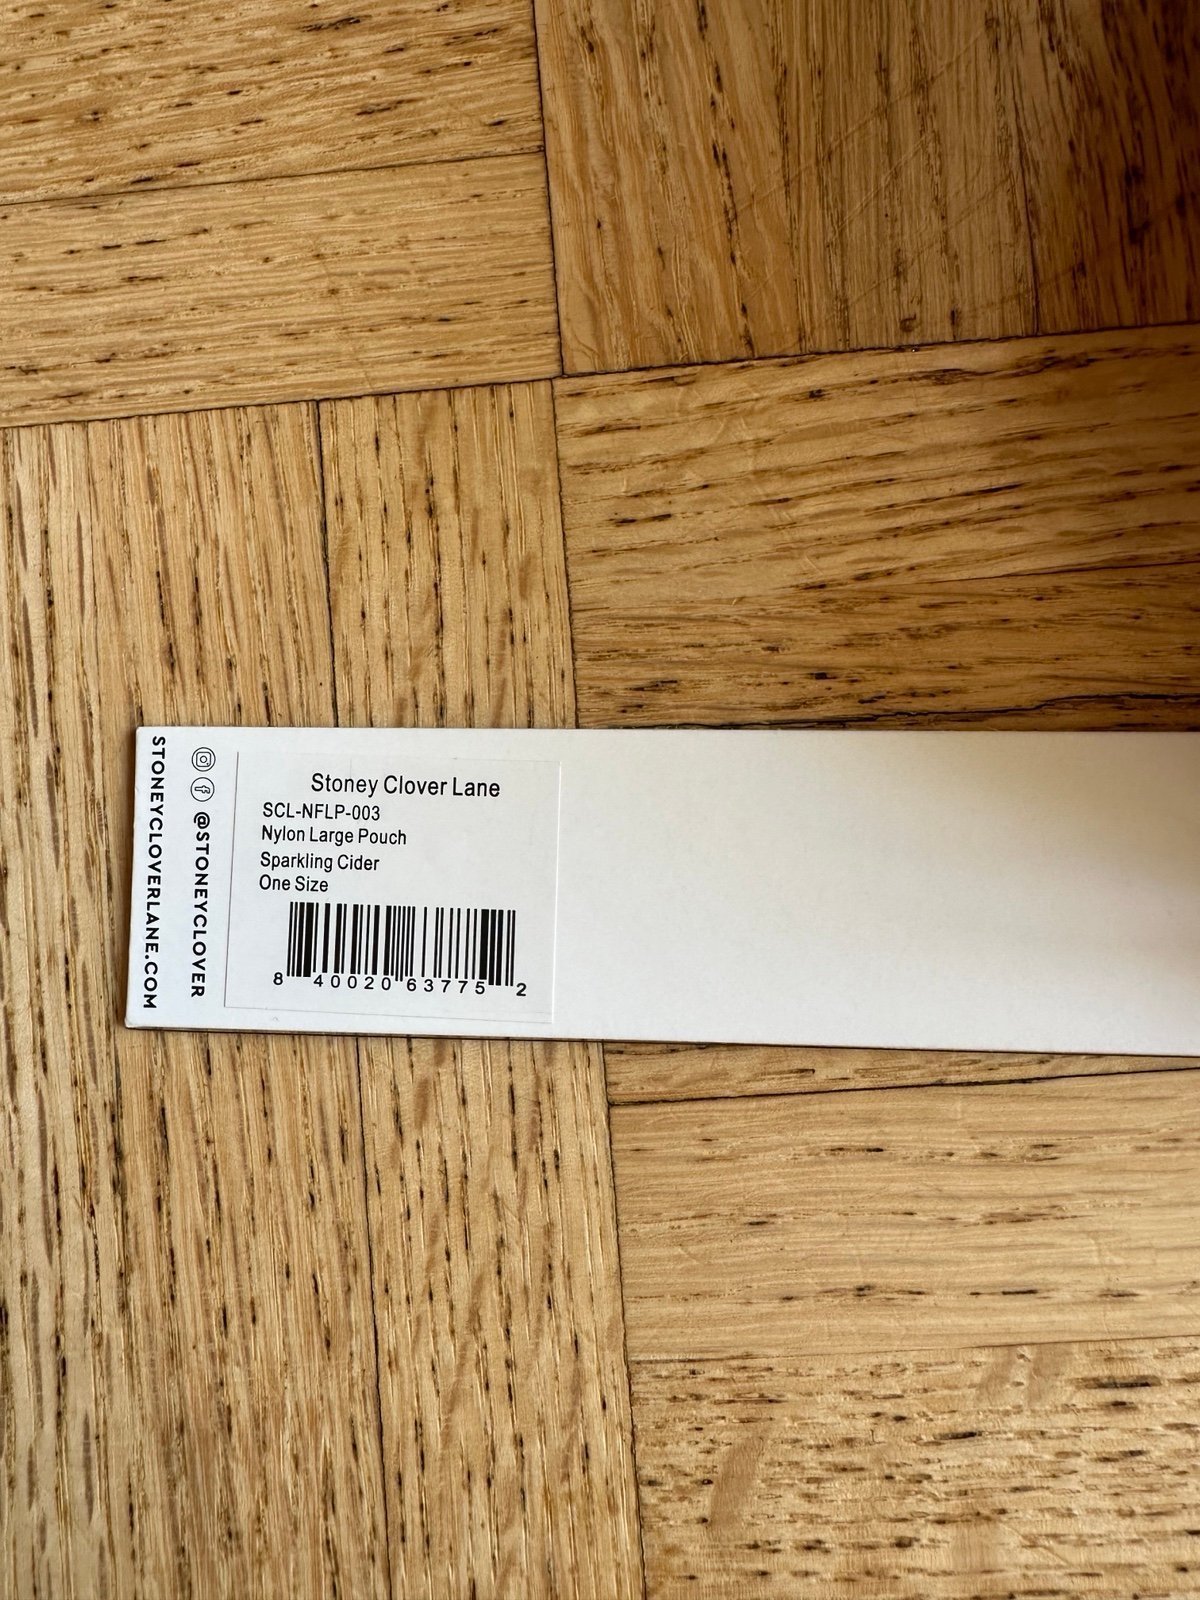 STONEYCLOVERLANE.COM
@STONEYCLOVER
Stoney Clover Lane
SCL-NFLP-003
Nylon Large Pouch
Sparkling Cider
One Size
8 40020 63775 2